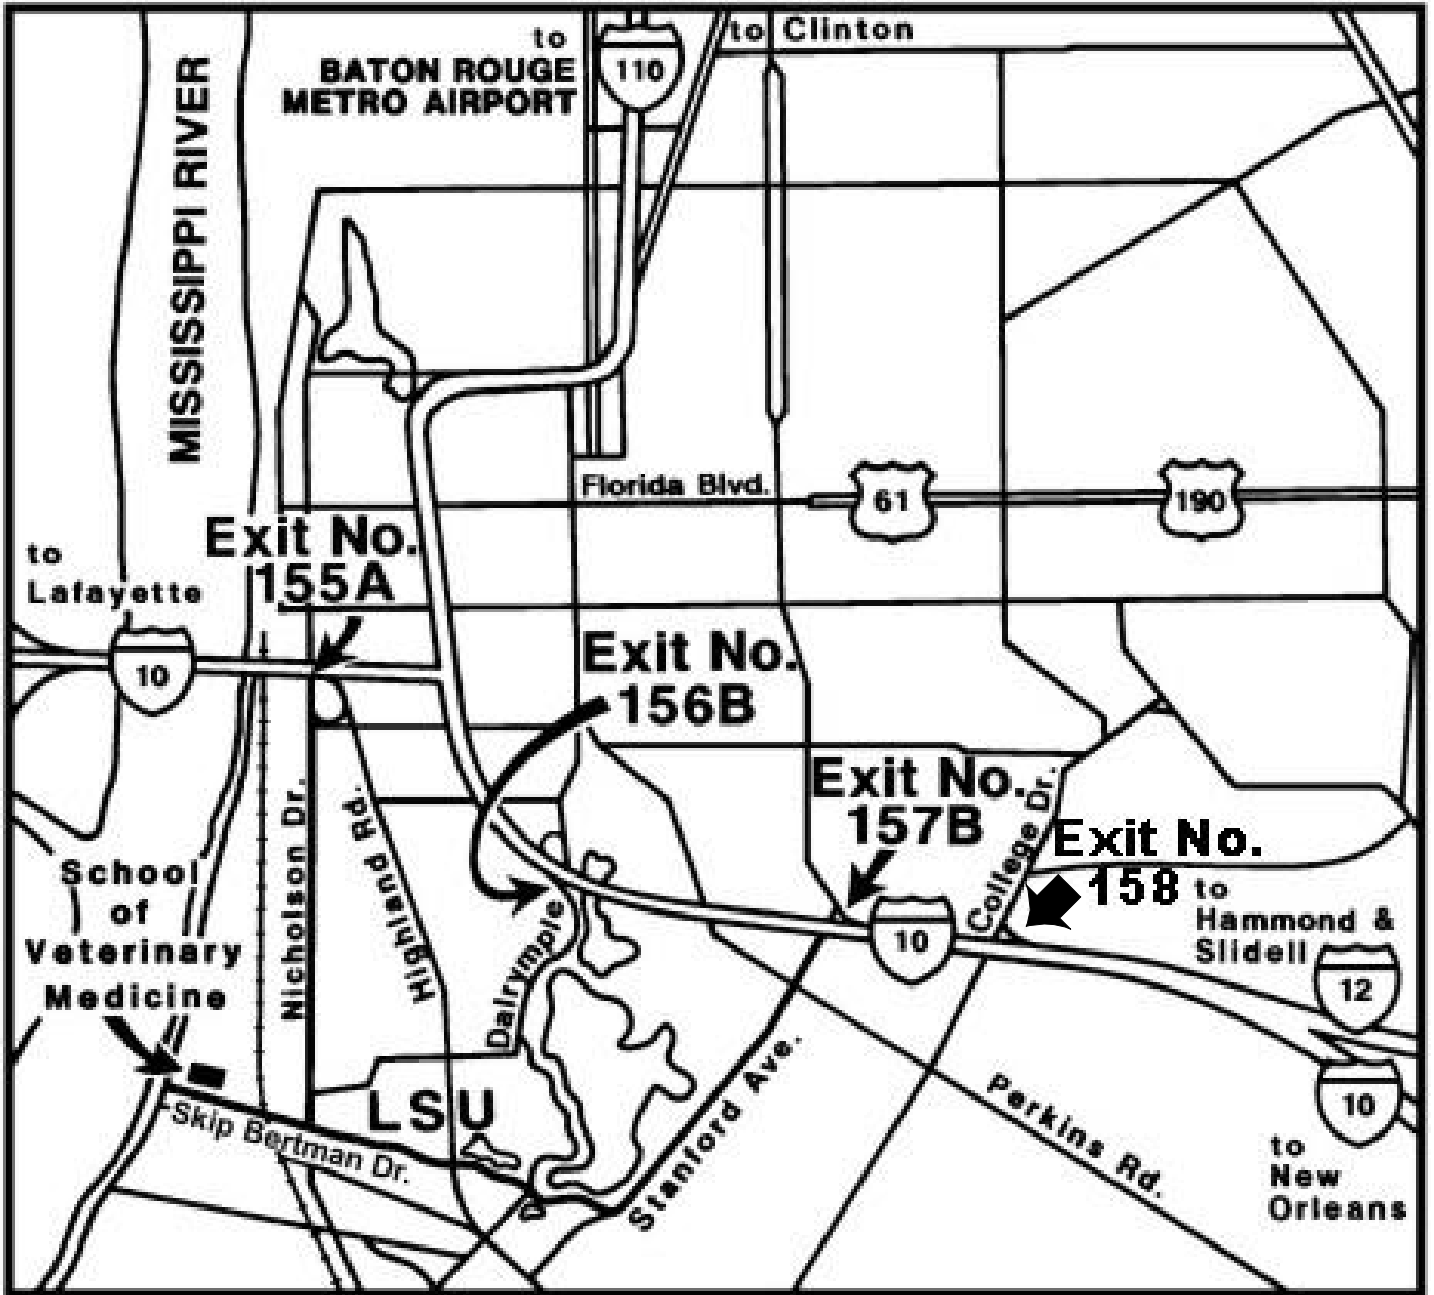 to
BATON ROUGE
METRO AIRPORT
110
to Clinton
MISSISSIPPI RIVER
Florida Blvd.
61
190
Exit No.
155A
to
Lafayette
10
Exit No.
156B
Exit No.
157B
College Dr.
Exit No.
158
to
Hammond &
Slidell
12
10
10
to
New
Orleans
School
of
Veterinary
Medicine
Nicholson Dr.
Highland Rd.
Dalrymple
LSU
Skip Bertman Dr.
Stanford Ave.
Perkins Rd.